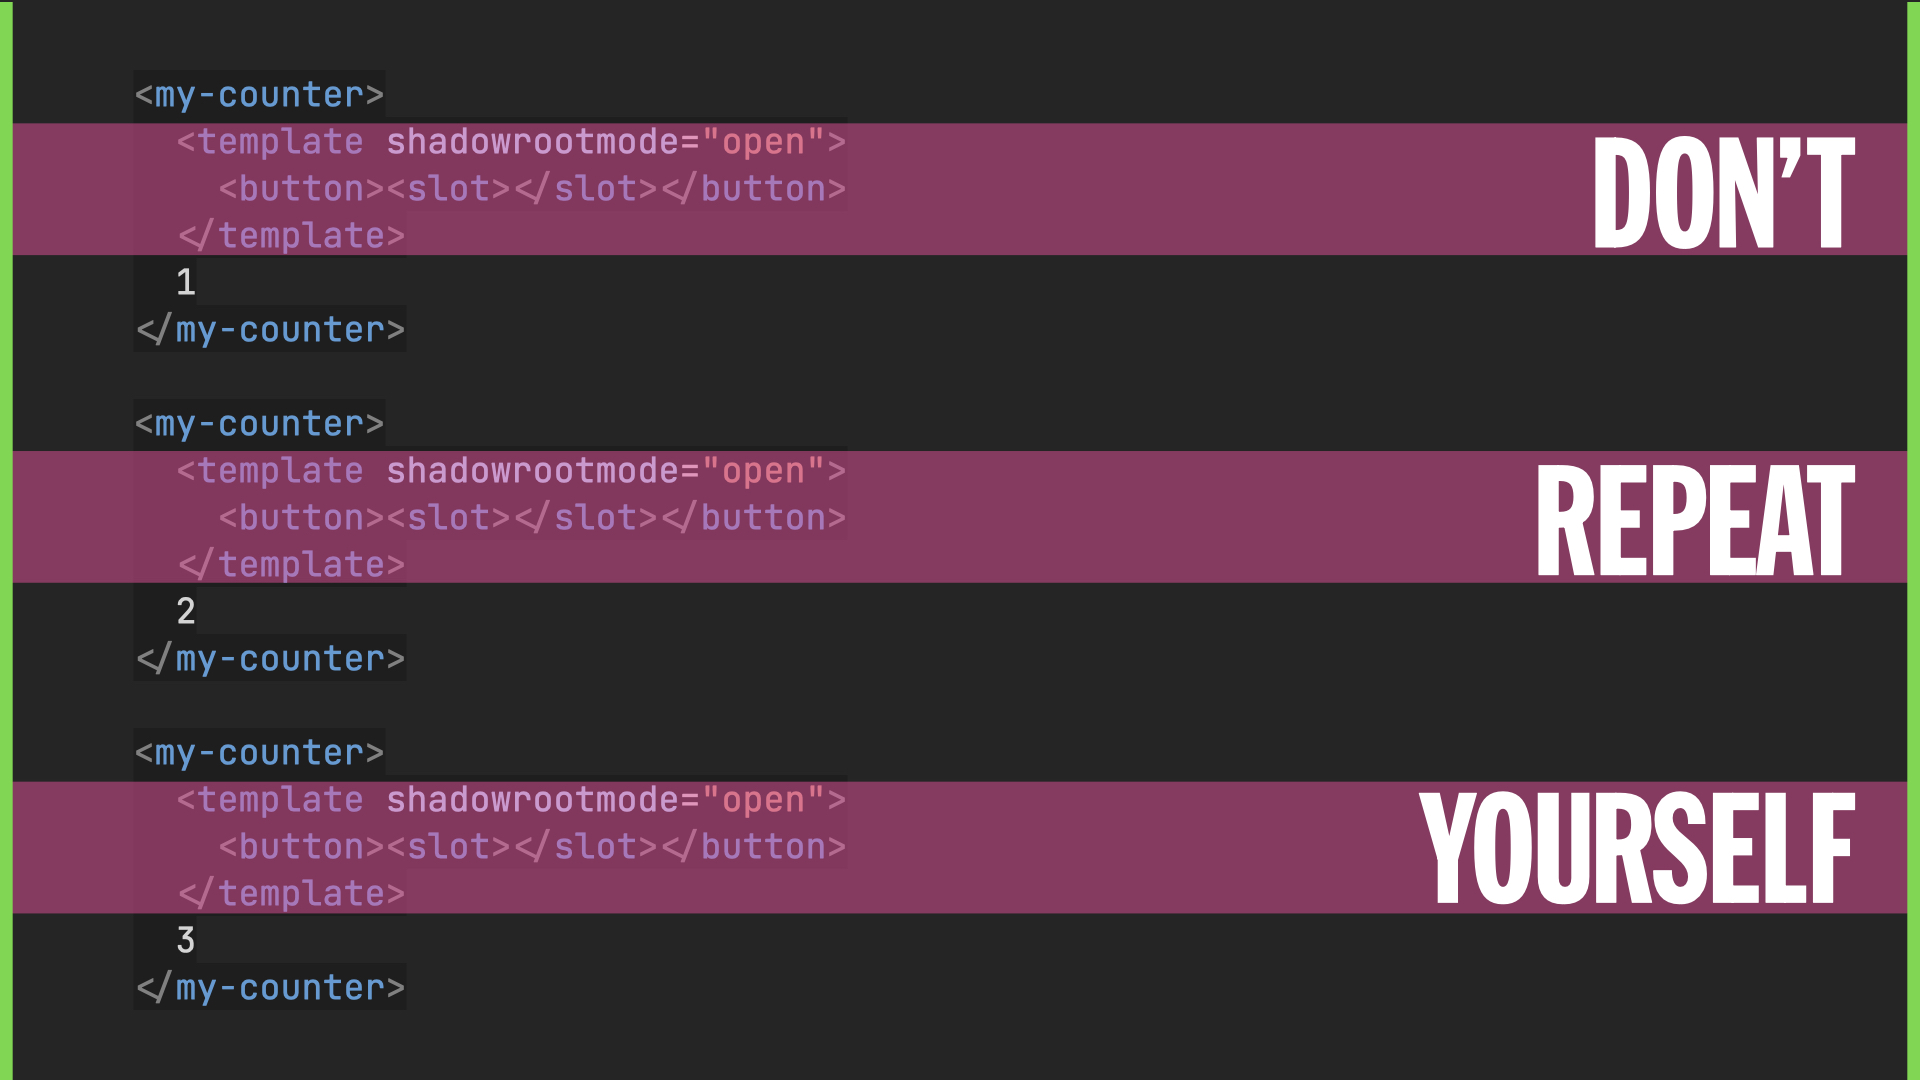 <my-counter>
  <template shadowrootmode="open">
    <button><slot></slot></button>
  </template>
  1
</my-counter>
DON’T

<my-counter>
  <template shadowrootmode="open">
    <button><slot></slot></button>
  </template>
  2
</my-counter>
REPEAT

<my-counter>
  <template shadowrootmode="open">
    <button><slot></slot></button>
  </template>
  3
</my-counter>
YOURSELF